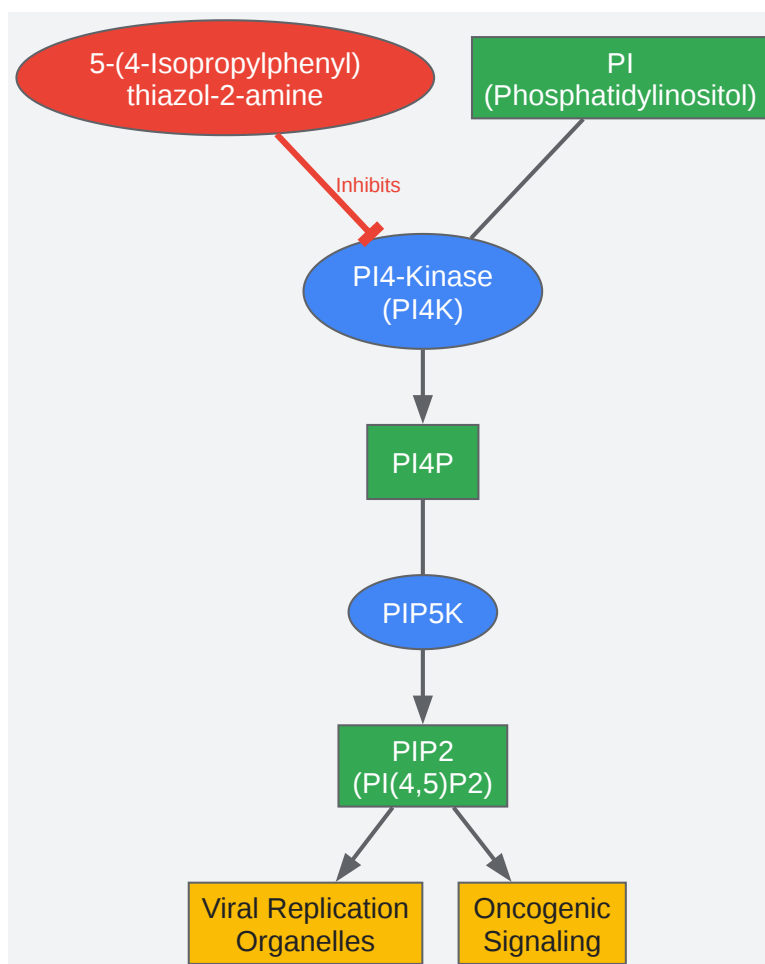 5-(4-Isopropylphenyl)
thiazol-2-amine
PI
(Phosphatidylinositol)
Inhibits
PI4-Kinase
(PI4K)
PI4P
PIP5K
PIP2
(PI(4,5)P2)
Viral Replication
Organelles
Oncogenic
Signaling